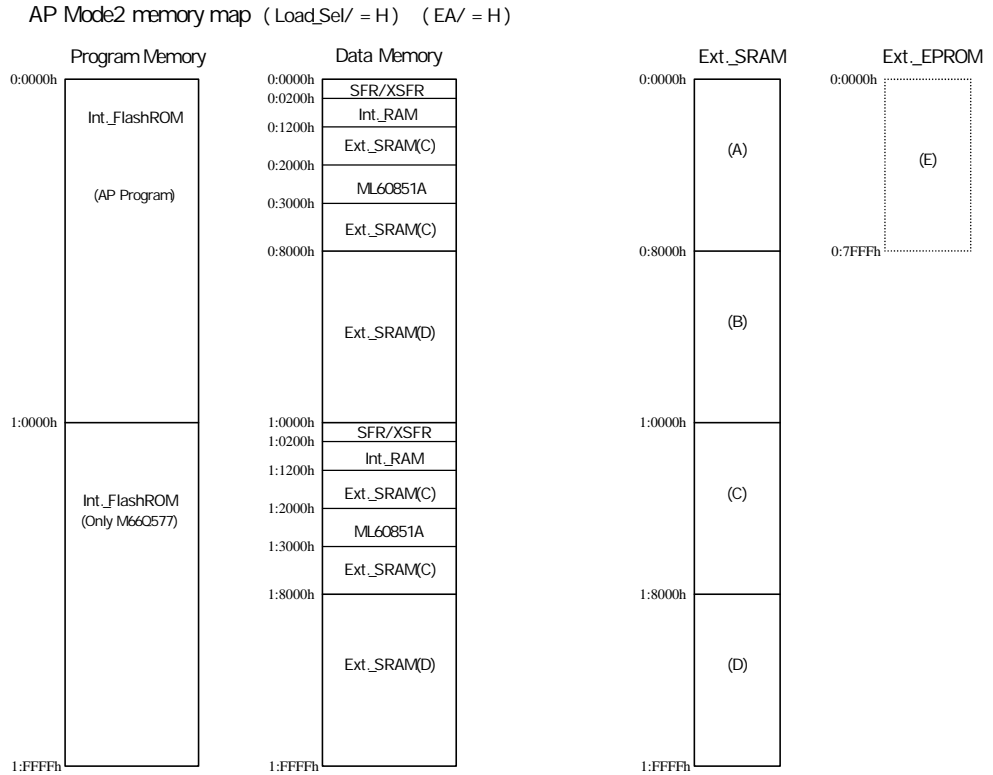 AP Mode2 memory map ( Load_Sel/ = H ) ( EA/ = H )
Program Memory
0:0000h
Int._FlashROM
(AP Program)
1:0000h
Int._FlashROM
(Only M66Q577)
1:FFFFh
Data Memory
0:0000h
SFR/XSFR
0:0200h
Int._RAM
0:1200h
Ext._SRAM(C)
0:2000h
ML60851A
0:3000h
Ext._SRAM(C)
0:8000h
Ext._SRAM(D)
1:0000h
SFR/XSFR
1:0200h
Int._RAM
1:1200h
Ext._SRAM(C)
1:2000h
ML60851A
1:3000h
Ext._SRAM(C)
1:8000h
Ext._SRAM(D)
1:FFFFh
Ext._SRAM
0:0000h
(A)
0:8000h
(B)
1:0000h
(C)
1:8000h
(D)
1:FFFFh
Ext._EPROM
0:0000h
(E)
0:7FFFh